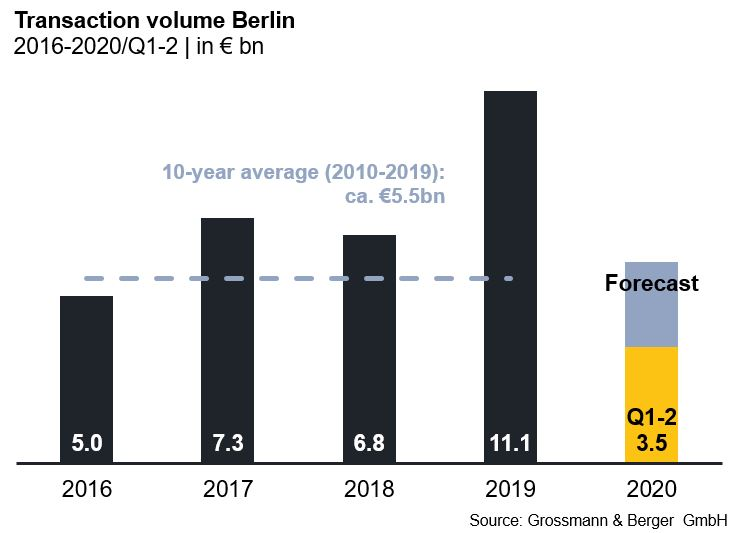 Transaction volume Berlin
2016-2020/Q1-2 | in € bn
10-year average (2010-2019):
ca. €5.5bn
Forecast
Q1-2
5.0 7.3 6.8 11.1 3.5
2016 2017 2018 2019 2020
Source: Grossmann & Berger GmbH